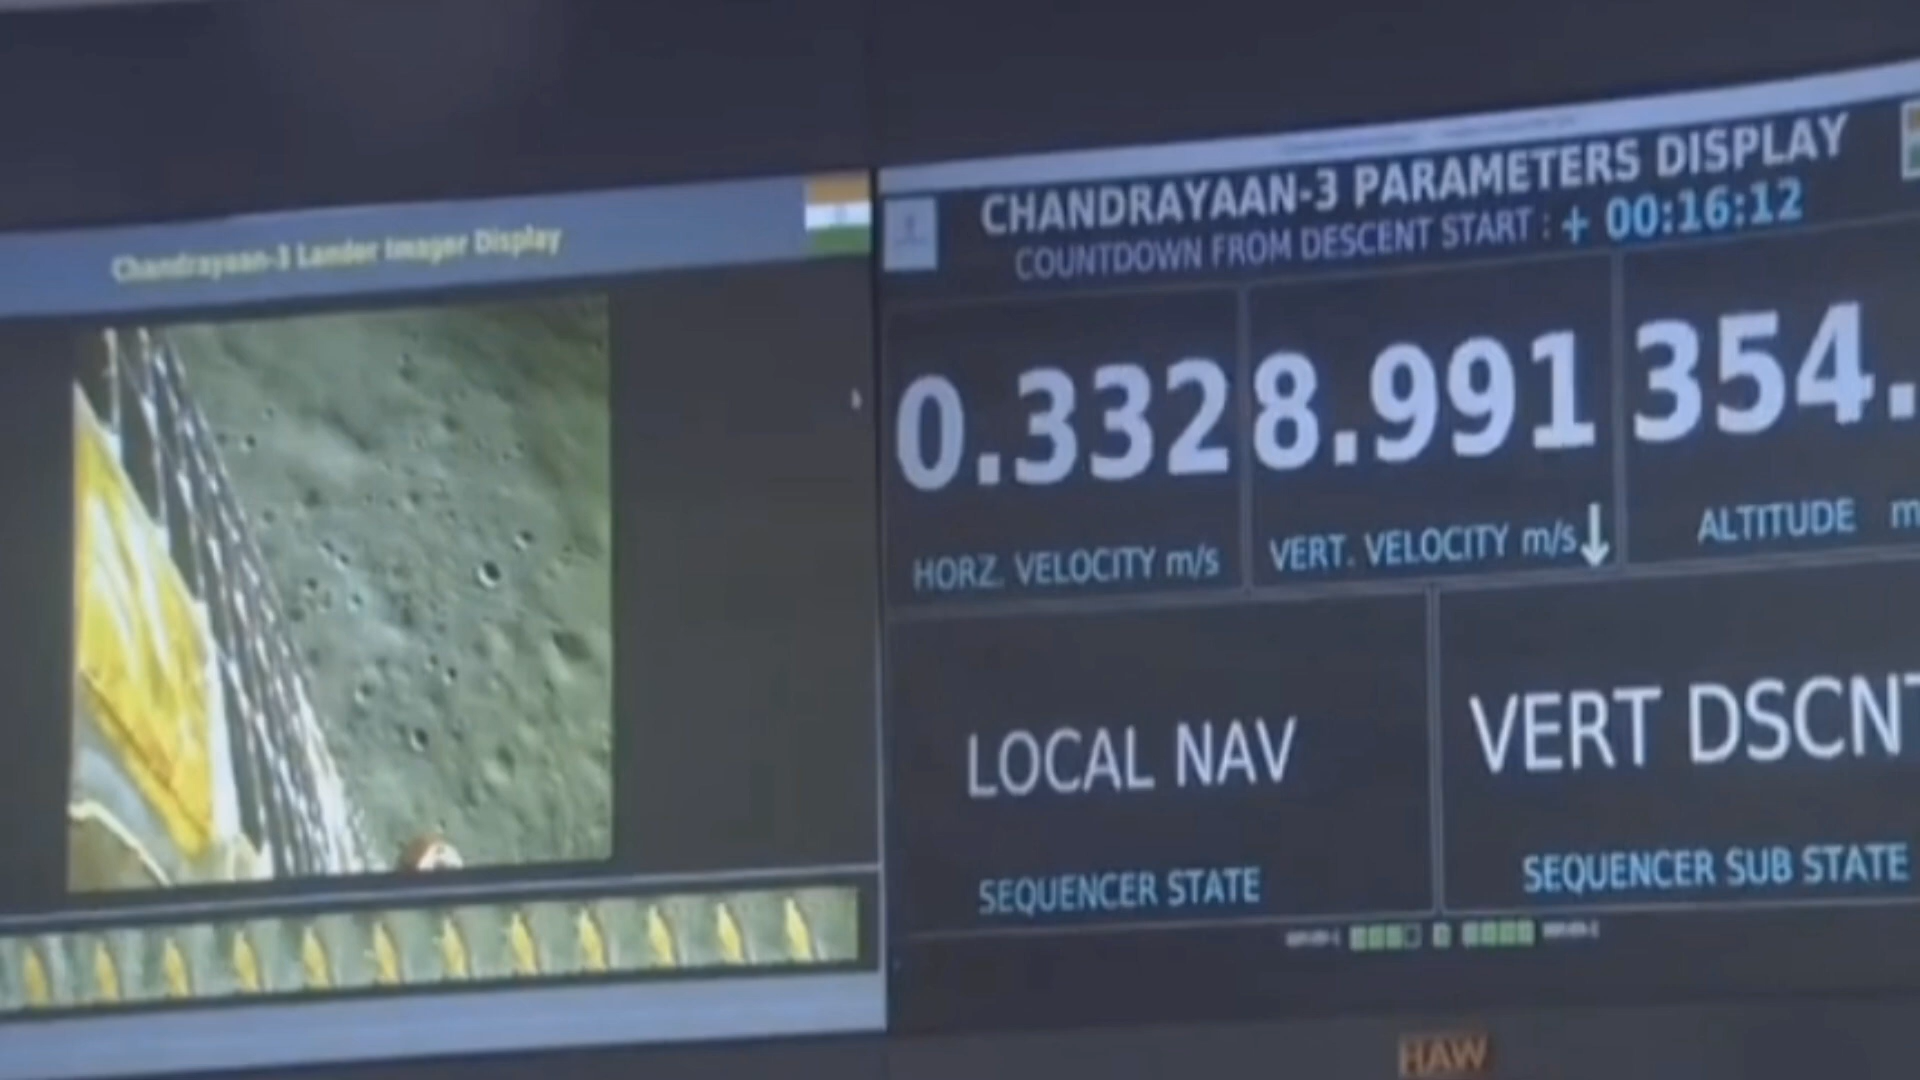 Chandrayaan-3 Lander Imager Display
CHANDRAYAAN-3 PARAMETERS DISPLAY
COUNTDOWN FROM DESCENT START : + 00:16:12
0.332
HORZ. VELOCITY m/s
8.991
VERT. VELOCITY m/s
354.
ALTITUDE m
LOCAL NAV
SEQUENCER STATE
VERT DSCNT
SEQUENCER SUB STATE
HAW